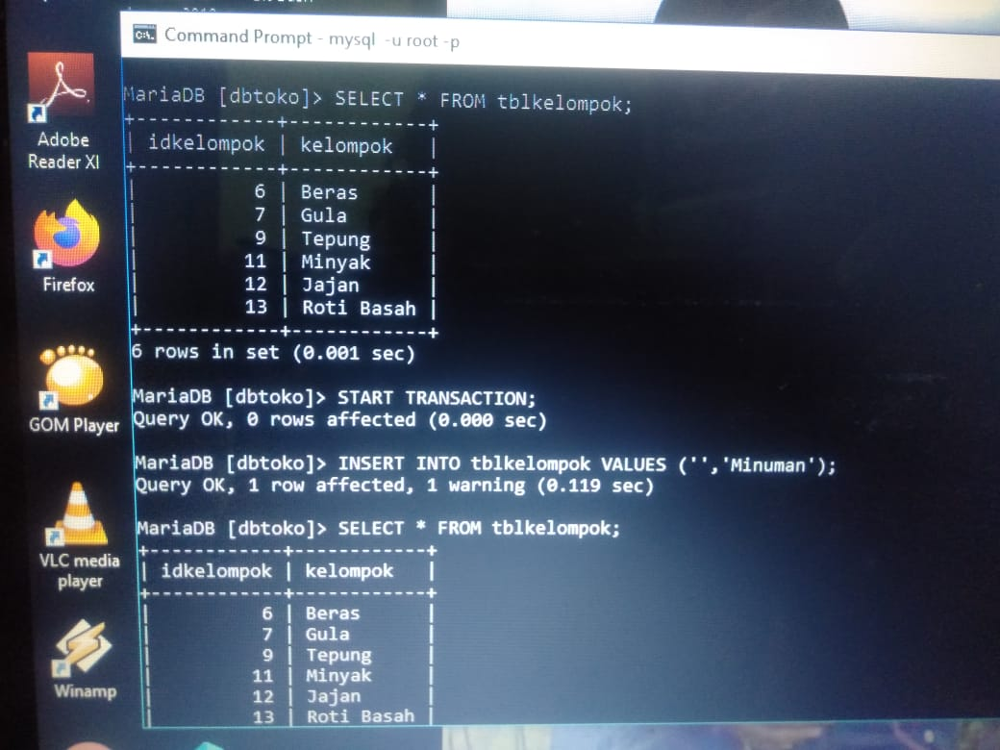 Command Prompt - mysql -u root -p
MariaDB [dbtoko]> SELECT * FROM tblkelompok;
+------------+------------+
| idkelompok | kelompok   |
+------------+------------+
|          6 | Beras      |
|          7 | Gula       |
|          9 | Tepung     |
|         11 | Minyak     |
|         12 | Jajan      |
|         13 | Roti Basah |
+------------+------------+
6 rows in set (0.001 sec)
MariaDB [dbtoko]> START TRANSACTION;
Query OK, 0 rows affected (0.000 sec)
MariaDB [dbtoko]> INSERT INTO tblkelompok VALUES ('','Minuman');
Query OK, 1 row affected, 1 warning (0.119 sec)
MariaDB [dbtoko]> SELECT * FROM tblkelompok;
+------------+------------+
| idkelompok | kelompok   |
+------------+------------+
|          6 | Beras      |
|          7 | Gula       |
|          9 | Tepung     |
|         11 | Minyak     |
|         12 | Jajan      |
|         13 | Roti Basah |
Adobe
Reader XI
Firefox
GOM Player
VLC media
player
Winamp